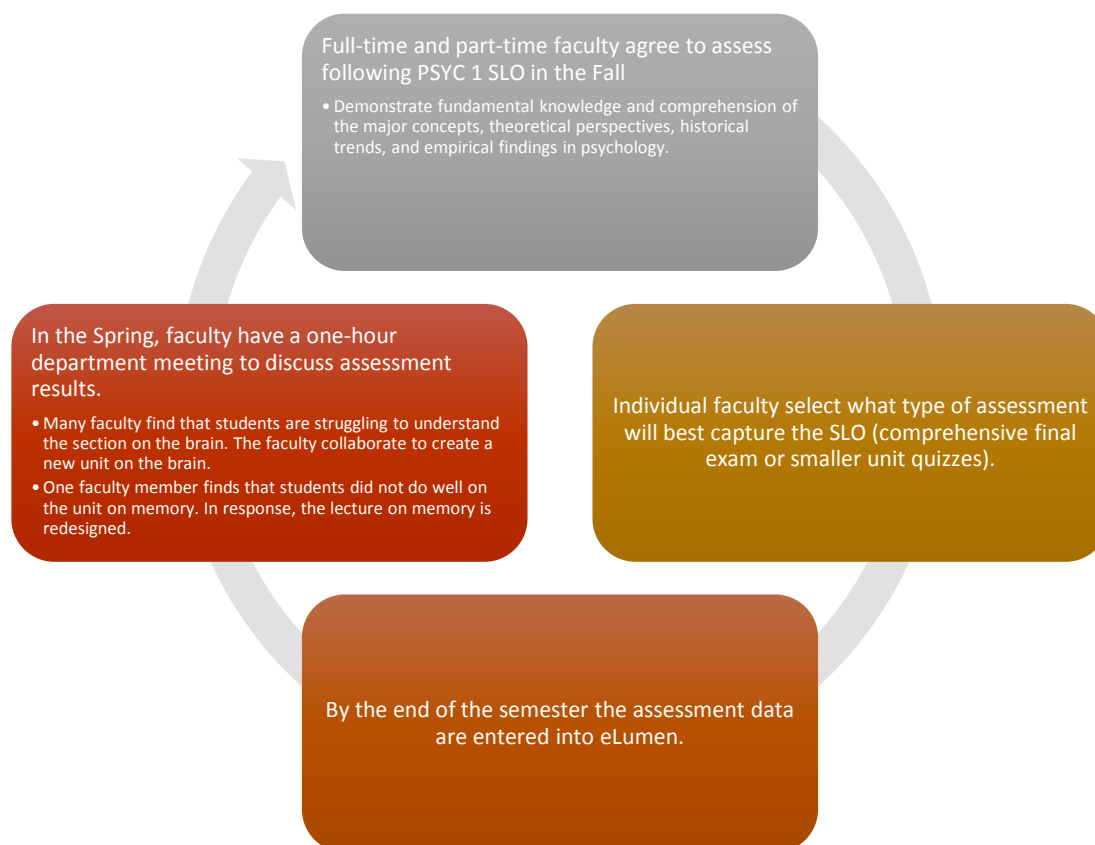 Full-time and part-time faculty agree to assess
following PSYC 1 SLO in the Fall
• Demonstrate fundamental knowledge and comprehension of
the major concepts, theoretical perspectives, historical
trends, and empirical findings in psychology.
Individual faculty select what type of assessment
will best capture the SLO (comprehensive final
exam or smaller unit quizzes).
By the end of the semester the assessment data
are entered into eLumen.
In the Spring, faculty have a one-hour
department meeting to discuss assessment
results.
• Many faculty find that students are struggling to understand
the section on the brain. The faculty collaborate to create a
new unit on the brain.
• One faculty member finds that students did not do well on
the unit on memory. In response, the lecture on memory is
redesigned.